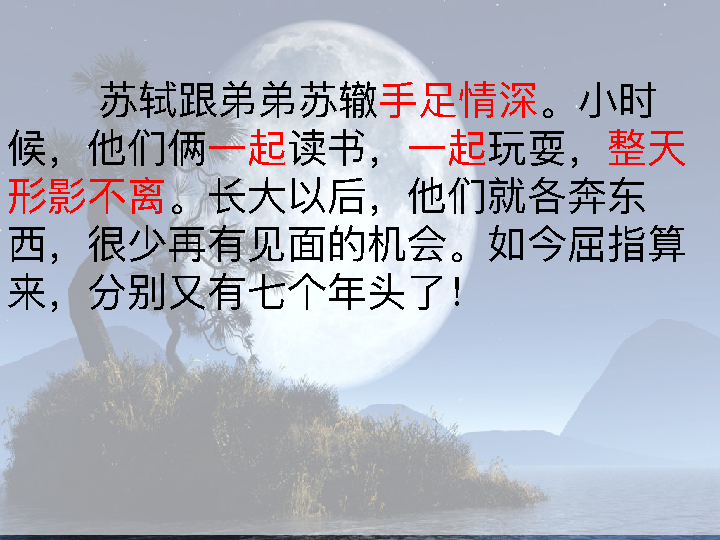 苏轼跟弟弟苏辙手足情深。小时
候，他们俩一起读书，一起玩耍，整天
形影不离。长大以后，他们就各奔东
西，很少再有见面的机会。如今屈指算
来，分别又有七个年头了！